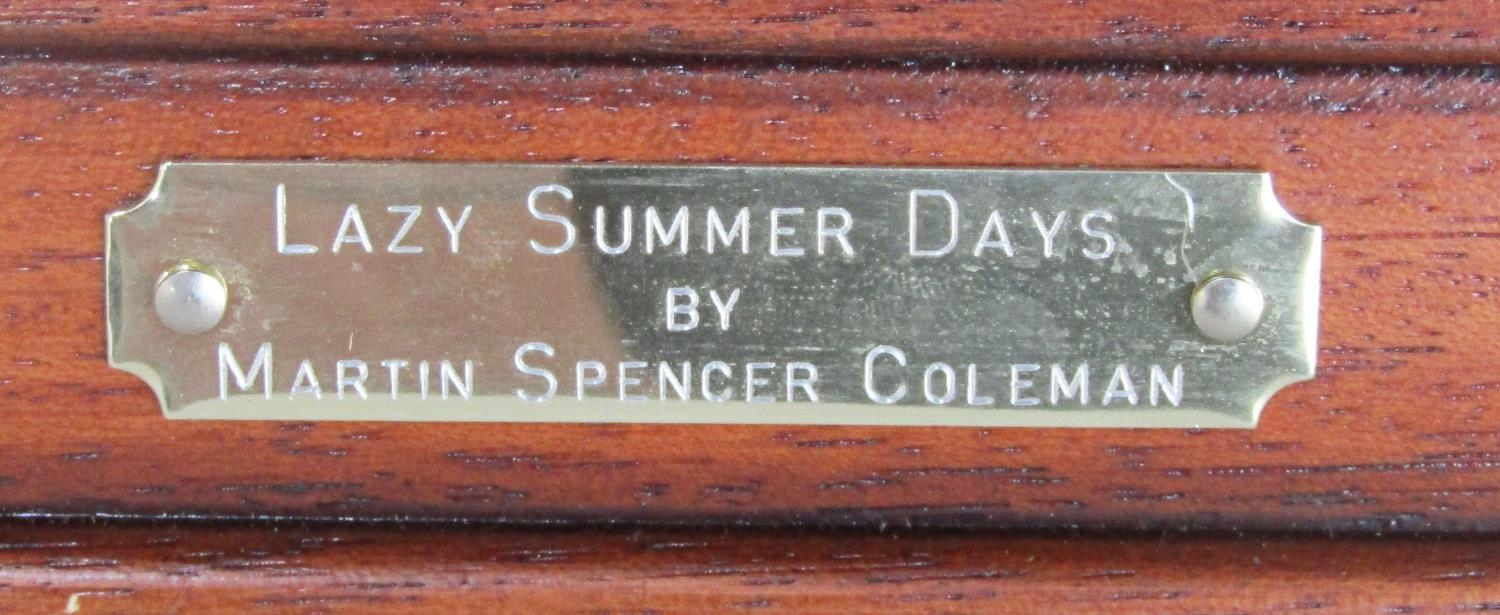 LAZY SUMMER DAYS
BY
MARTIN SPENCER COLEMAN